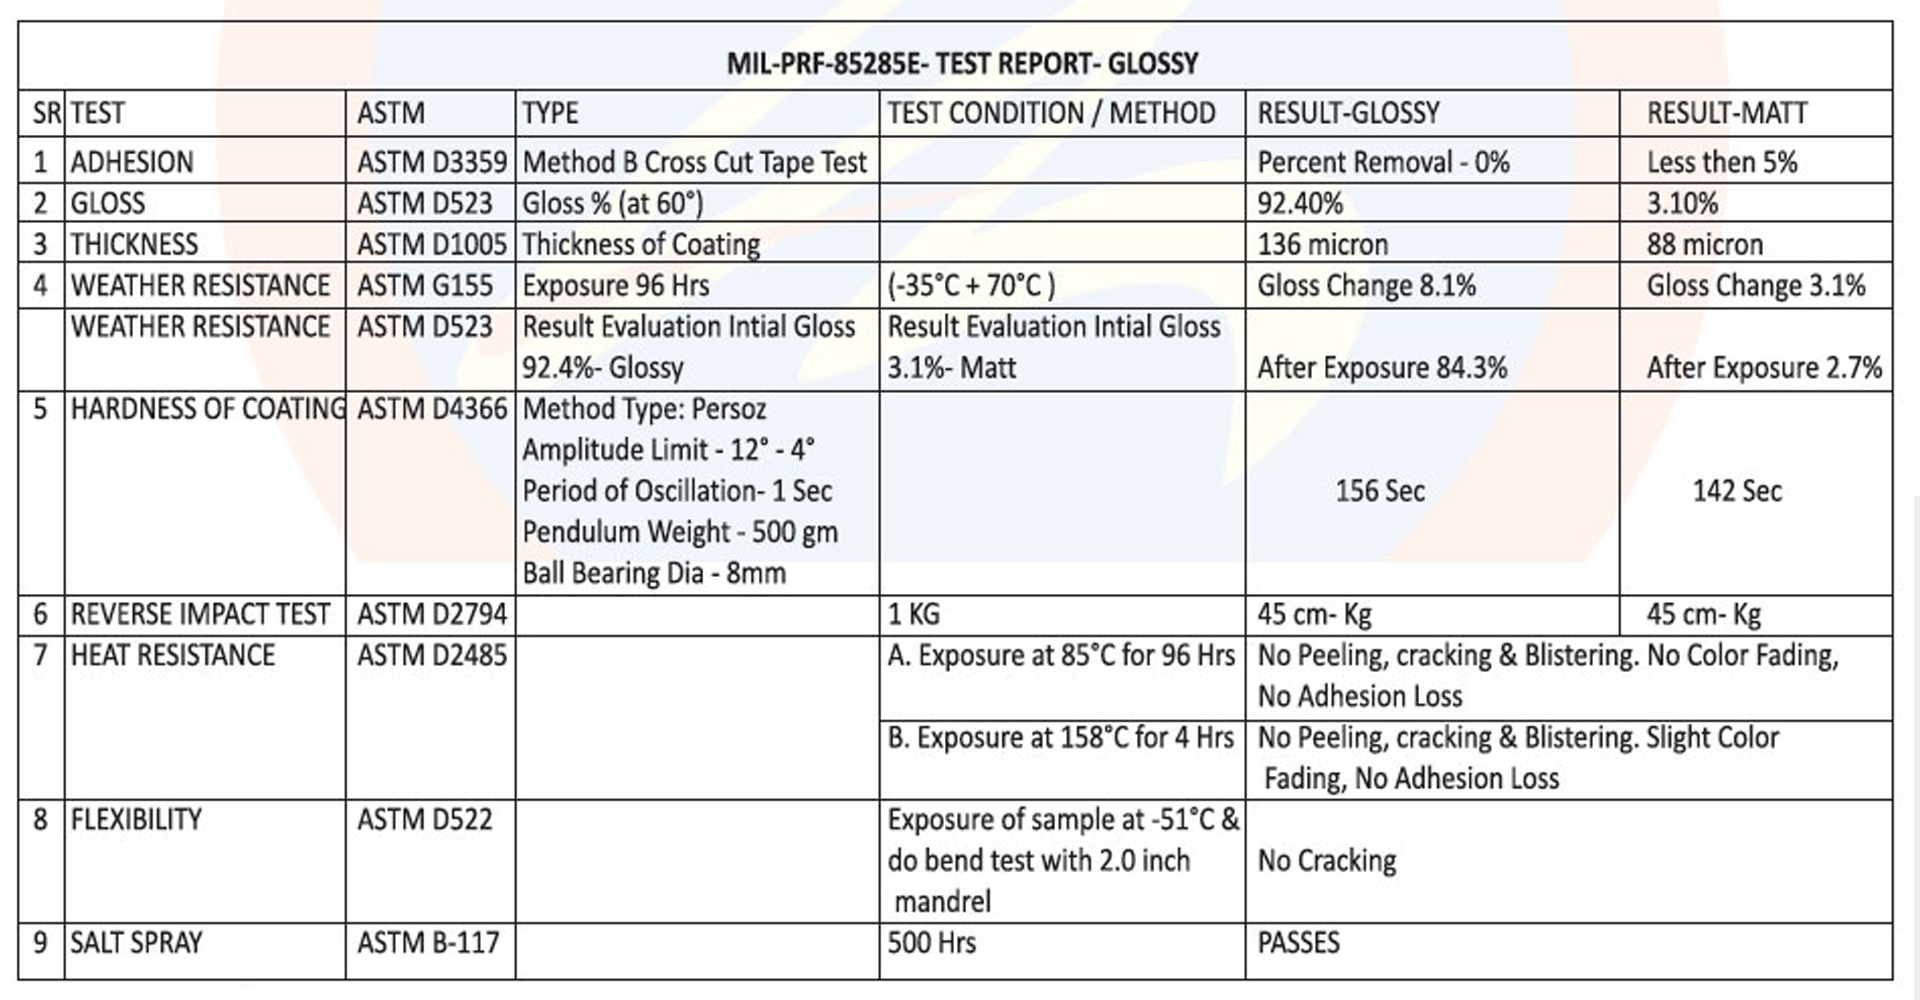 MIL-PRF-85285E- TEST REPORT- GLOSSY
SR TEST ASTM TYPE TEST CONDITION / METHOD RESULT-GLOSSY RESULT-MATT
1 ADHESION ASTM D3359 Method B Cross Cut Tape Test Percent Removal - 0% Less then 5%
2 GLOSS ASTM D523 Gloss % (at 60°) 92.40% 3.10%
3 THICKNESS ASTM D1005 Thickness of Coating 136 micron 88 micron
4 WEATHER RESISTANCE ASTM G155 Exposure 96 Hrs (-35°C + 70°C ) Gloss Change 8.1% Gloss Change 3.1%
WEATHER RESISTANCE ASTM D523 Result Evaluation Intial Gloss Result Evaluation Intial Gloss
92.4%- Glossy 3.1%- Matt After Exposure 84.3% After Exposure 2.7%
5 HARDNESS OF COATING ASTM D4366 Method Type: Persoz
Amplitude Limit - 12° - 4°
Period of Oscillation- 1 Sec 156 Sec 142 Sec
Pendulum Weight - 500 gm
Ball Bearing Dia - 8mm
6 REVERSE IMPACT TEST ASTM D2794 1 KG 45 cm- Kg 45 cm- Kg
7 HEAT RESISTANCE ASTM D2485 A. Exposure at 85°C for 96 Hrs No Peeling, cracking & Blistering. No Color Fading,
No Adhesion Loss
B. Exposure at 158°C for 4 Hrs No Peeling, cracking & Blistering. Slight Color
Fading, No Adhesion Loss
8 FLEXIBILITY ASTM D522 Exposure of sample at -51°C &
do bend test with 2.0 inch No Cracking
mandrel
9 SALT SPRAY ASTM B-117 500 Hrs PASSES